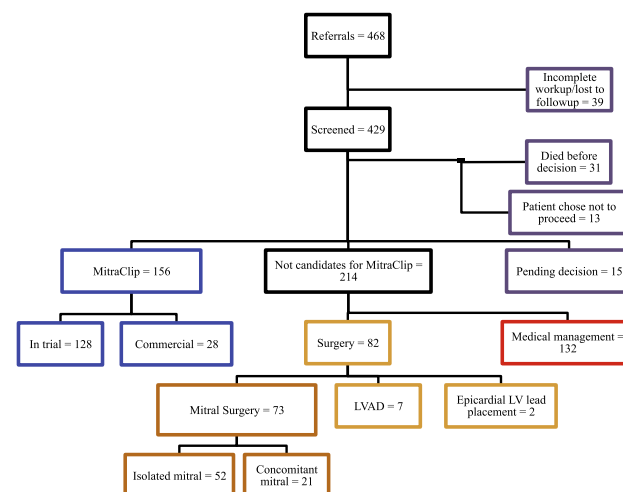 Referrals = 468
Incomplete
workup/lost to
followup = 39
Screened = 429
Died before
decision = 31
Patient chose not to
proceed = 13
MitraClip = 156
Not candidates for MitraClip =
214
Pending decision = 15
In trial = 128
Commercial = 28
Surgery = 82
Medical management =
132
Mitral Surgery = 73
LVAD = 7
Epicardial LV lead
placement = 2
Isolated mitral = 52
Concomitant
mitral = 21